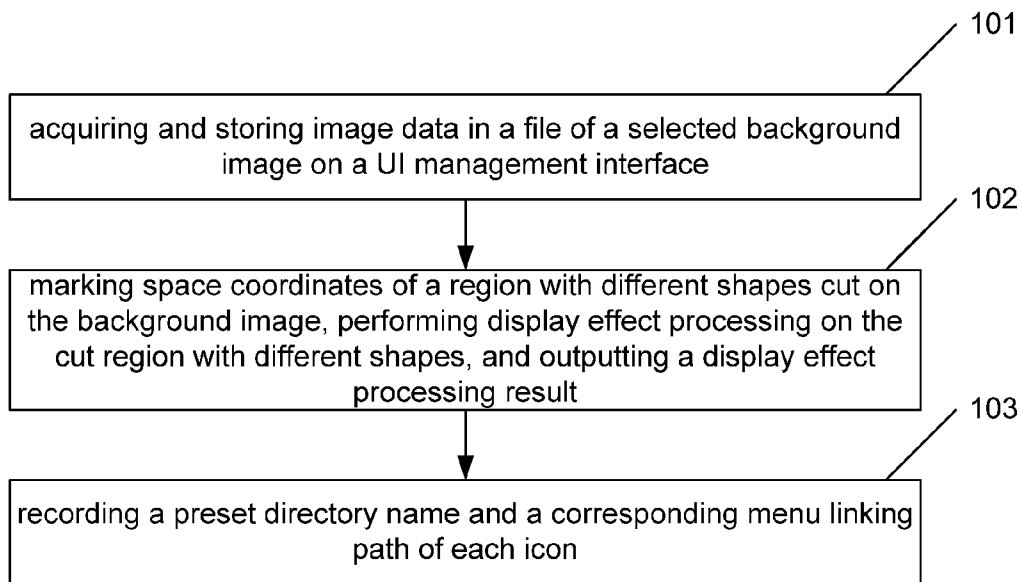 101
acquiring and storing image data in a file of a selected background
image on a UI management interface
102
marking space coordinates of a region with different shapes cut on
the background image, performing display effect processing on the
cut region with different shapes, and outputting a display effect
processing result
103
recording a preset directory name and a corresponding menu linking
path of each icon